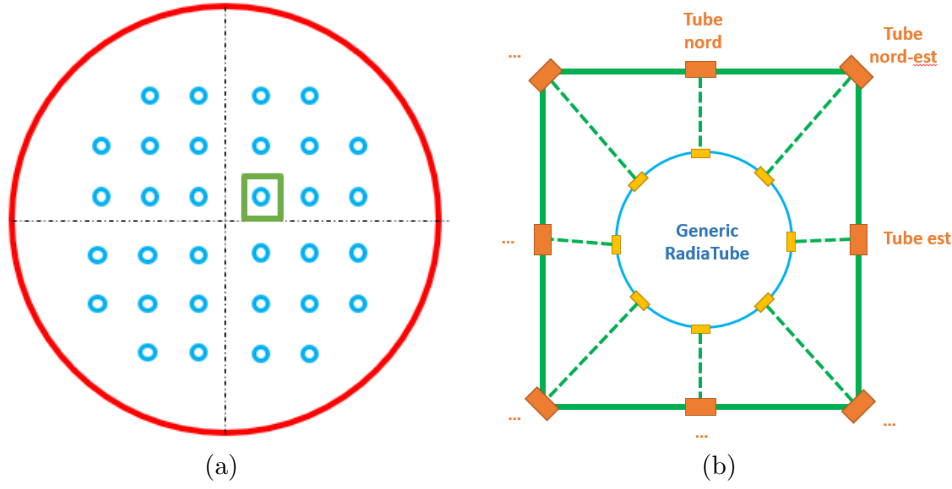 Tube
nord
Tube
nord-est
...
Generic
RadiaTube
...
Tube est
...
...
...
(a)
(b)